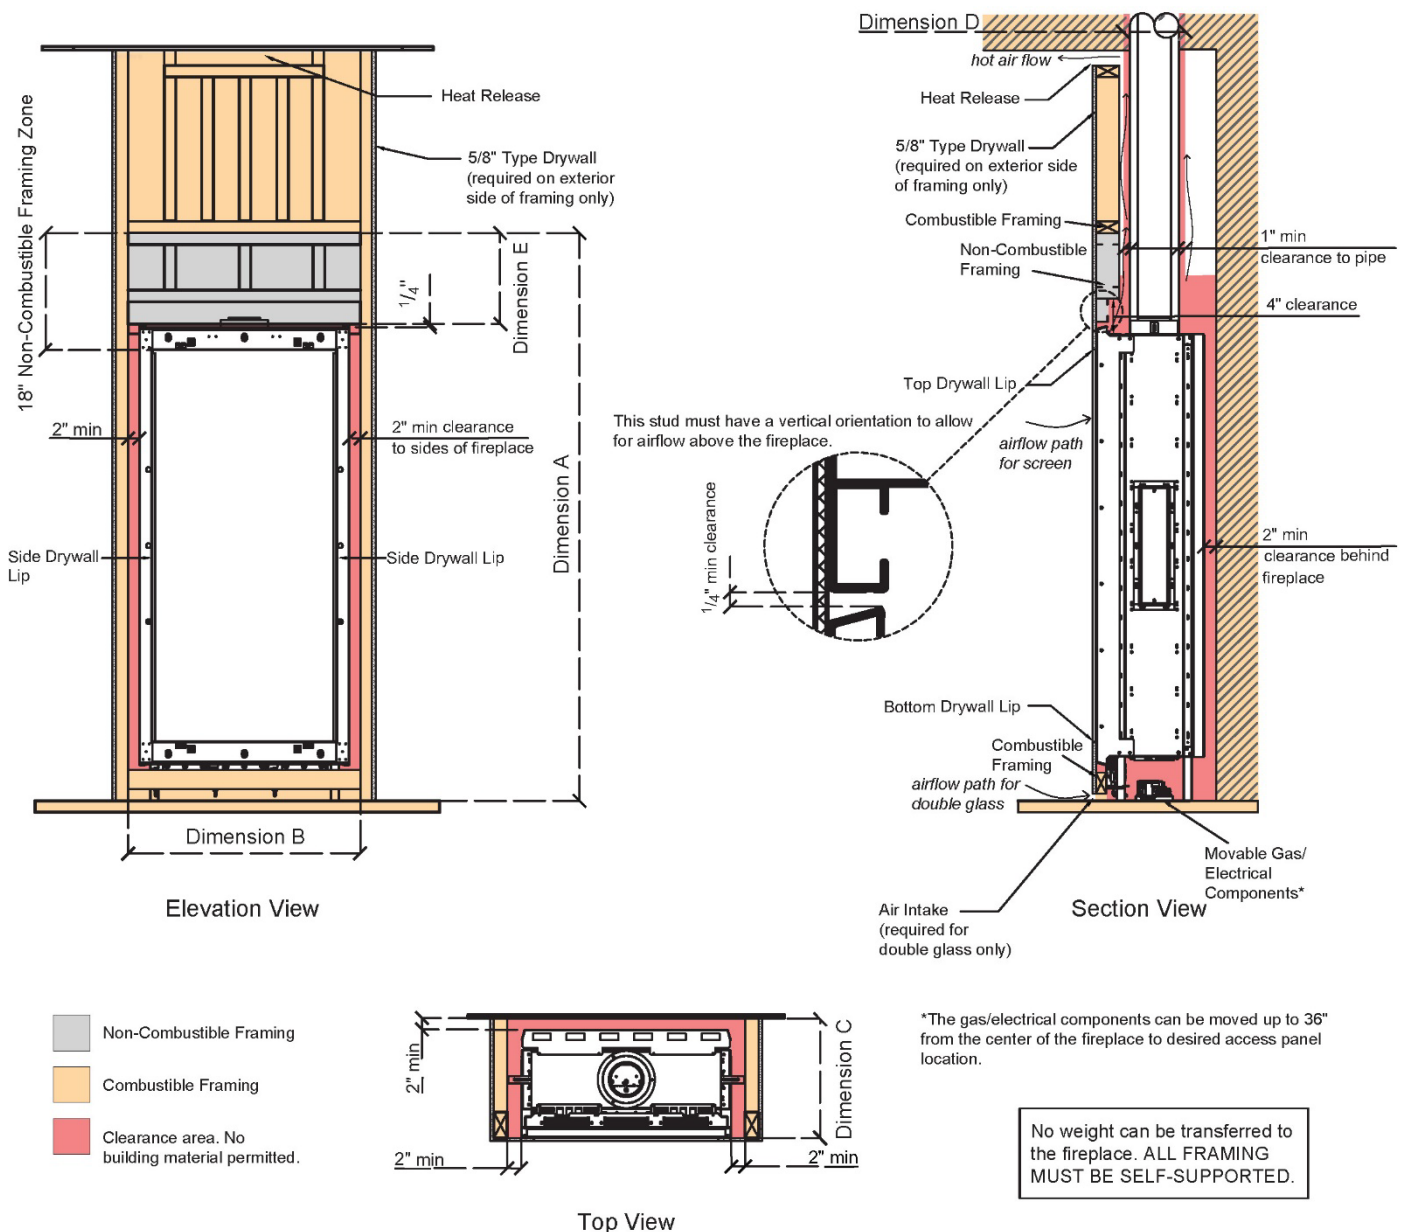 Dimension D
hot air flow
Heat Release
Heat Release
18" Non-Combustible Framing Zone
5/8" Type Drywall
(required on exterior
side of framing only)
5/8" Type Drywall
(required on exterior
side of framing only)
Combustible Framing
Non-Combustible
Framing
1" min
clearance to pipe
Dimension E
1/4"
4" clearance
Top Drywall Lip
2" min
2" min clearance
to sides of fireplace
This stud must have a vertical orientation to allow
for airflow above the fireplace.
airflow path
for screen
Dimension A
1/4" min clearance
Side Drywall
Lip
Side Drywall Lip
2" min
clearance behind
fireplace
Bottom Drywall Lip
Combustible
Framing
airflow path for
double glass
Dimension B
Movable Gas/
Electrical
Components*
Elevation View
Air Intake
(required for
double glass only)
Section View
Non-Combustible Framing
Combustible Framing
Clearance area. No
building material permitted.
2" min
Dimension C
2" min
2" min
Top View
*The gas/electrical components can be moved up to 36"
from the center of the fireplace to desired access panel
location.
No weight can be transferred to
the fireplace. ALL FRAMING
MUST BE SELF-SUPPORTED.